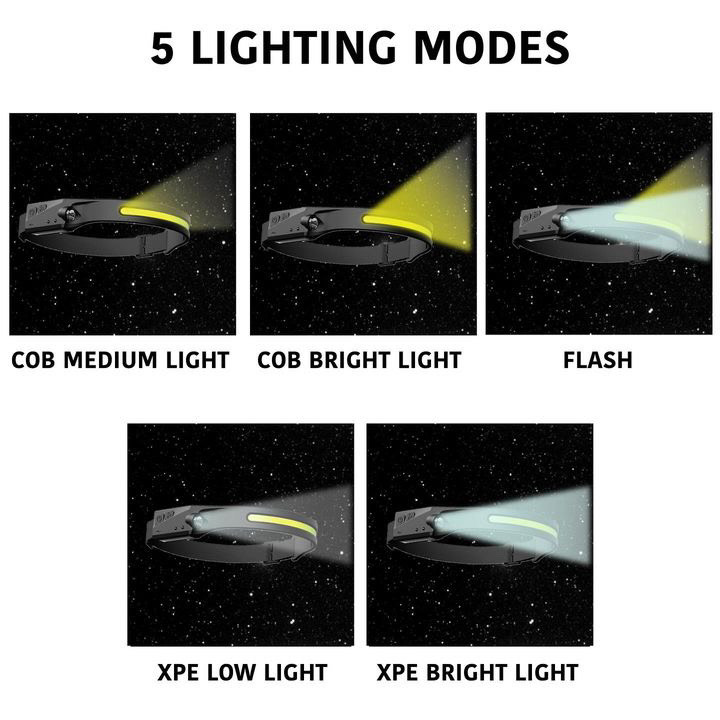 5 LIGHTING MODES
COB MEDIUM LIGHT
COB BRIGHT LIGHT
FLASH
XPE LOW LIGHT
XPE BRIGHT LIGHT